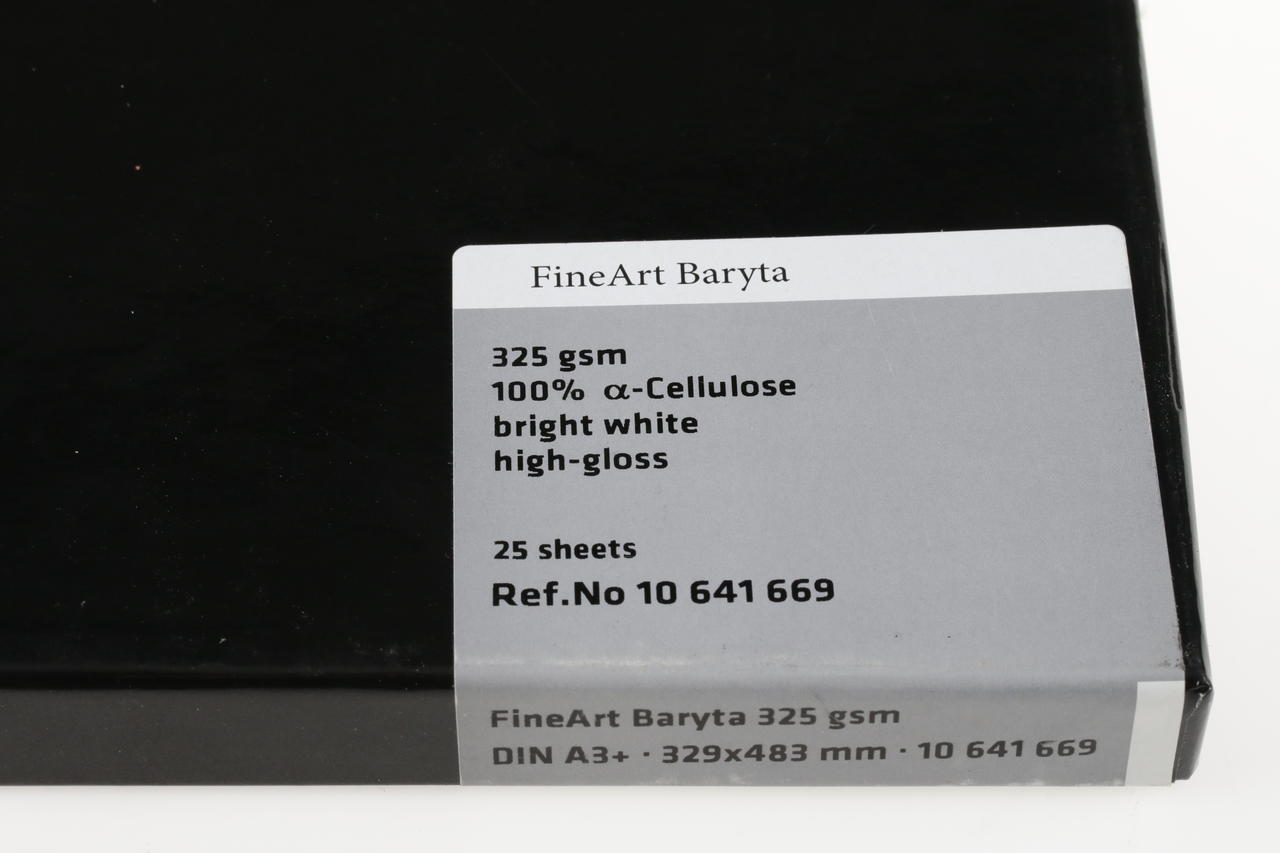 FineArt Baryta
325 gsm
100% α-Cellulose
bright white
high-gloss
25 sheets
Ref.No 10 641 669
FineArt Baryta 325 gsm
DIN A3+ · 329x483 mm · 10 641 669